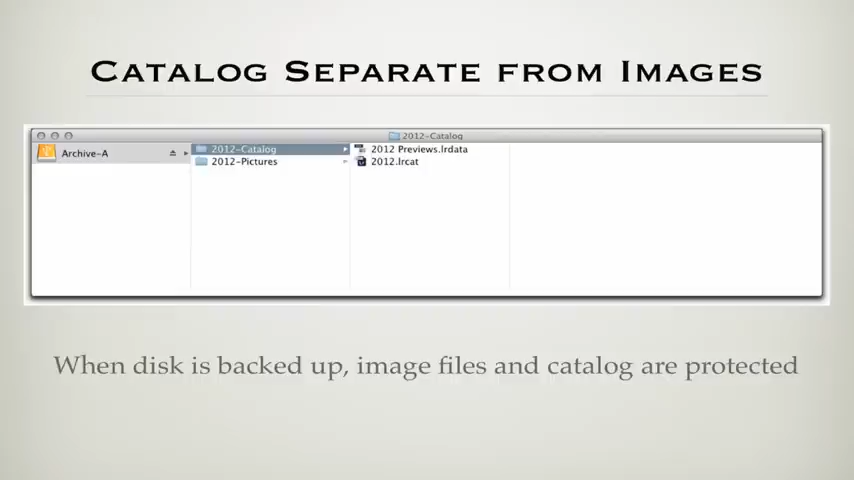 Catalog Separate from Images
2012-Catalog
Archive-A
2012-Catalog
2012-Pictures
2012 Previews.lrdata
2012.lrcat
When disk is backed up, image files and catalog are protected